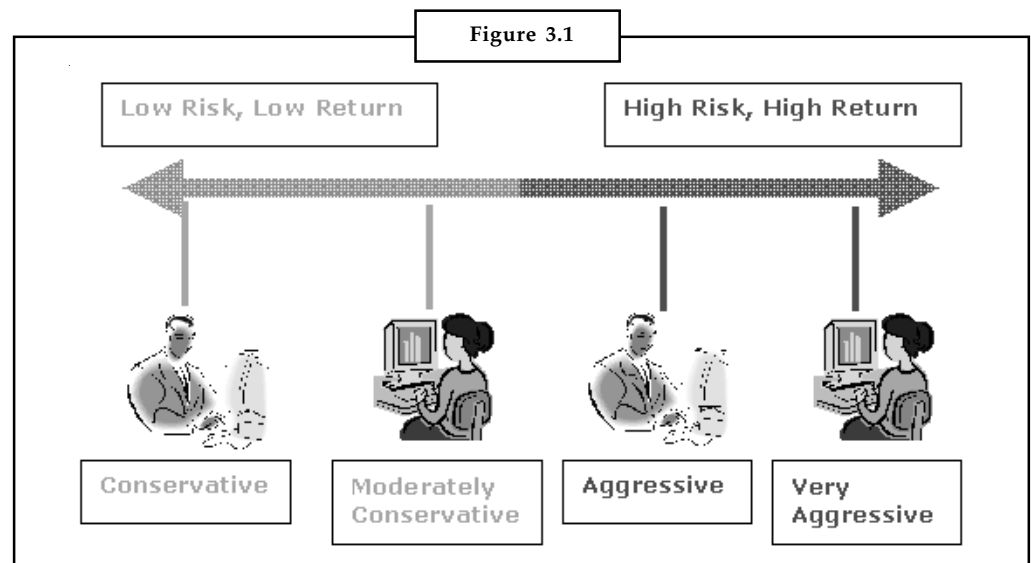 Figure 3.1
Low Risk, Low Return
High Risk, High Return
Conservative
Moderately
Conservative
Aggressive
Very
Aggressive